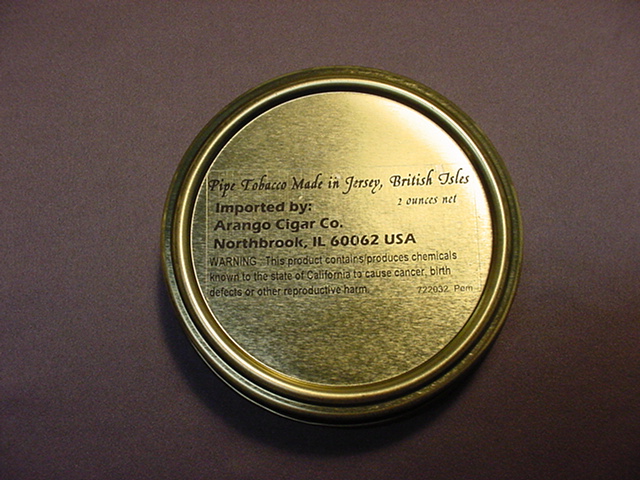 Pipe Tobacco Made in Jersey, British Isles
2 ounces net
Imported by:
Arango Cigar Co.
Northbrook, IL 60062 USA
WARNING: This product contains/produces chemicals
known to the state of California to cause cancer, birth
defects or other reproductive harm.
722032 Pom